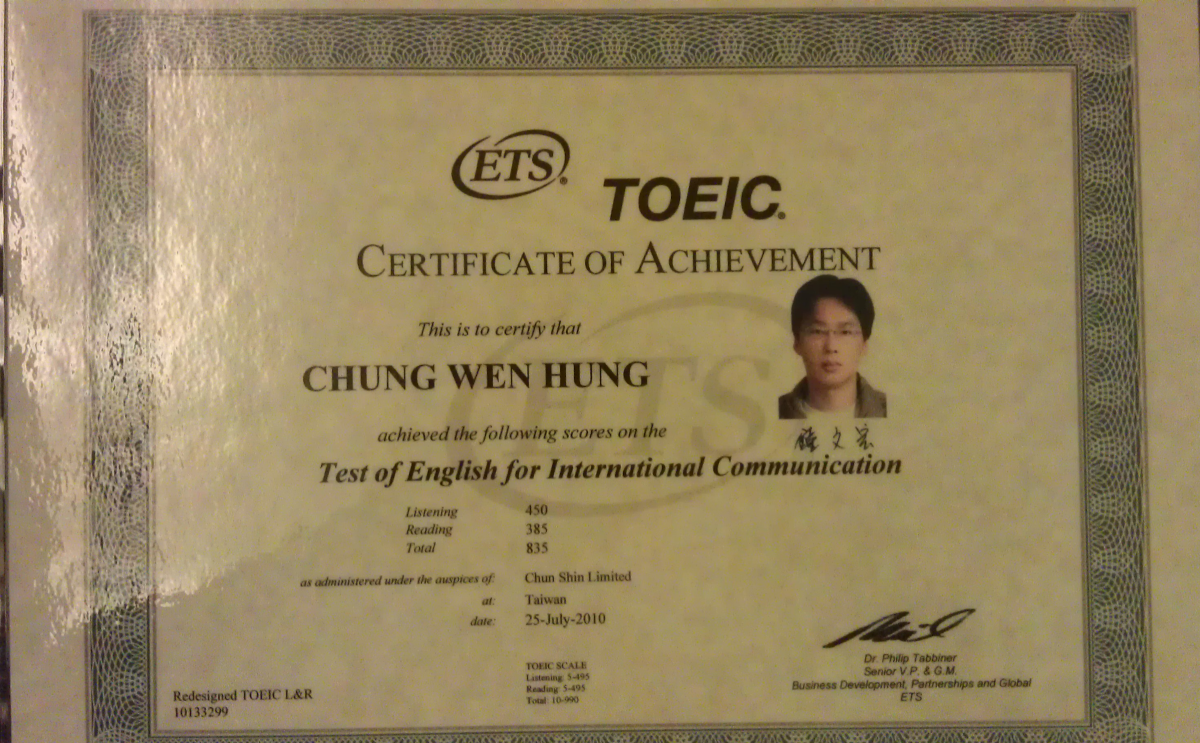 ETS®
TOEIC®
CERTIFICATE OF ACHIEVEMENT
This is to certify that
CHUNG WEN HUNG
achieved the following scores on the
文宏
Test of English for International Communication
Listening 450
Reading 385
Total 835
as administered under the auspices of: Chun Shin Limited
at: Taiwan
date: 25-July-2010
TOEIC SCALE
Listening: 5-495
Reading: 5-495
Total: 10-990
Redesigned TOEIC L&R
10133299
Dr. Philip Tabbiner
Senior V.P. & G.M.
Business Development, Partnerships and Global
ETS